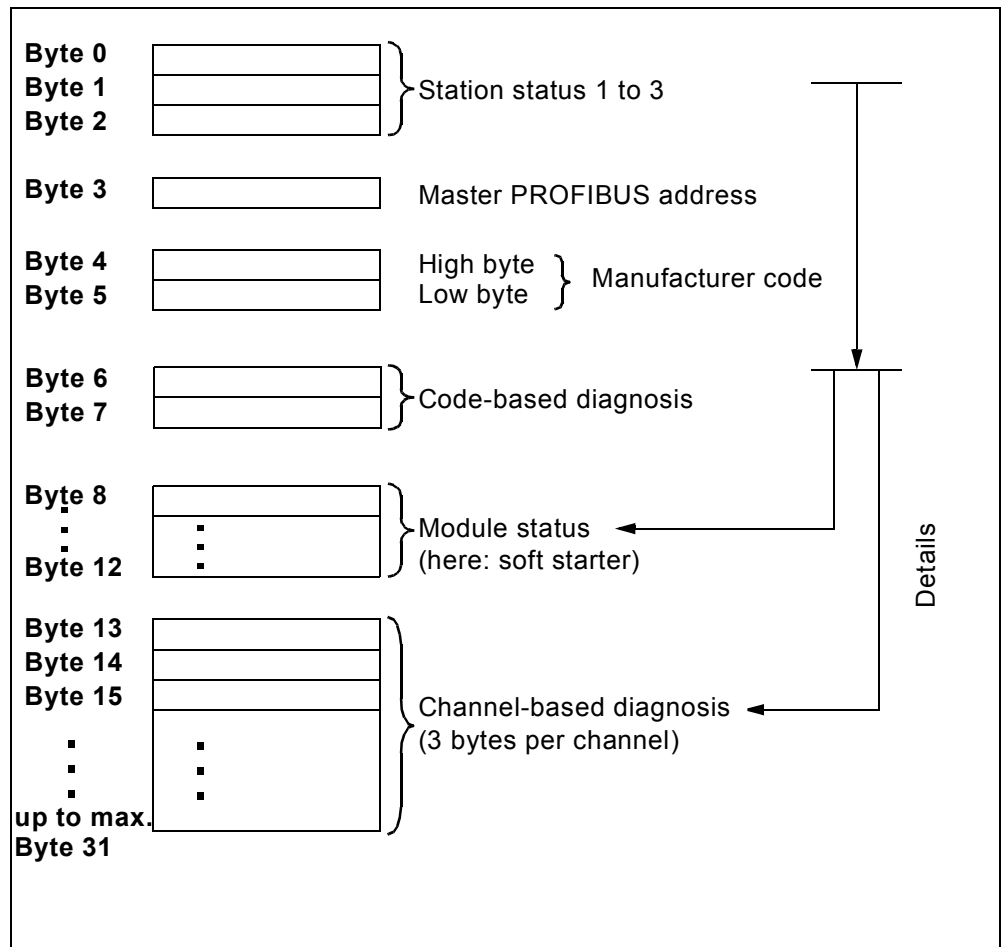 Byte 0
Byte 1
Byte 2
Station status 1 to 3
Byte 3
Master PROFIBUS address
Byte 4
Byte 5
High byte
Low byte
Manufacturer code
Byte 6
Byte 7
Code-based diagnosis
Byte 8
Byte 12
Module status
(here: soft starter)
Details
Byte 13
Byte 14
Byte 15
Channel-based diagnosis
(3 bytes per channel)
up to max.
Byte 31